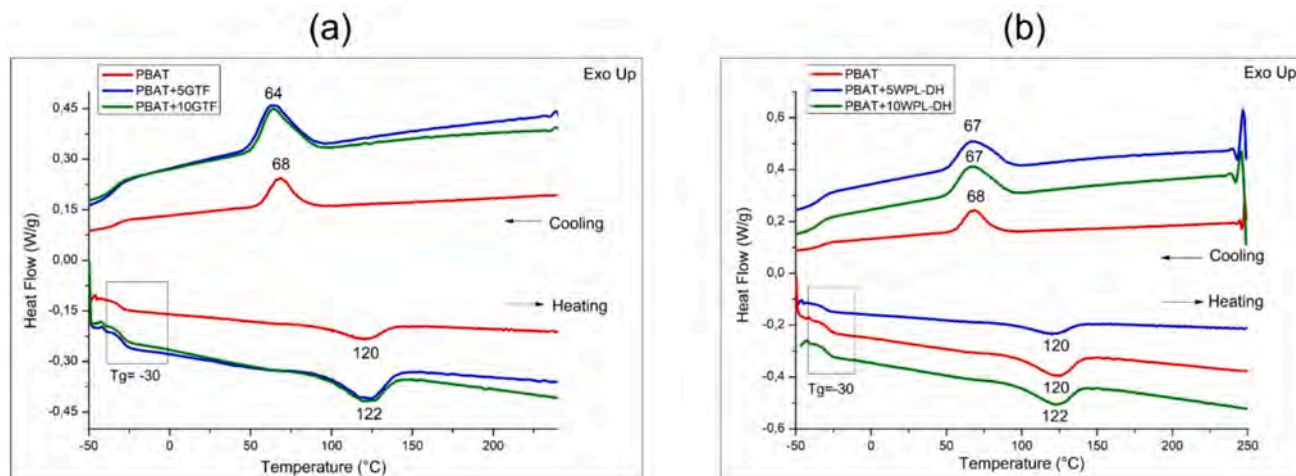 (a)
PBAT
PBAT+5GTF
PBAT+10GTF
Exo Up
64
68
Cooling
Heating
120
122
Tg= -30
0,45
0,30
0,15
0,00
-0,15
-0,30
-0,45
Heat Flow (W/g)
-50 0 50 100 150 200
Temperature (°C)
(b)
PBAT
PBAT+5WPL-DH
PBAT+10WPL-DH
Exo Up
67
67
68
Cooling
Heating
120
120
122
Tg=-30
0,6
0,4
0,2
0,0
-0,2
-0,4
-0,6
Heat Flow (W/g)
-50 0 50 100 150 200 250
Temperature (°C)